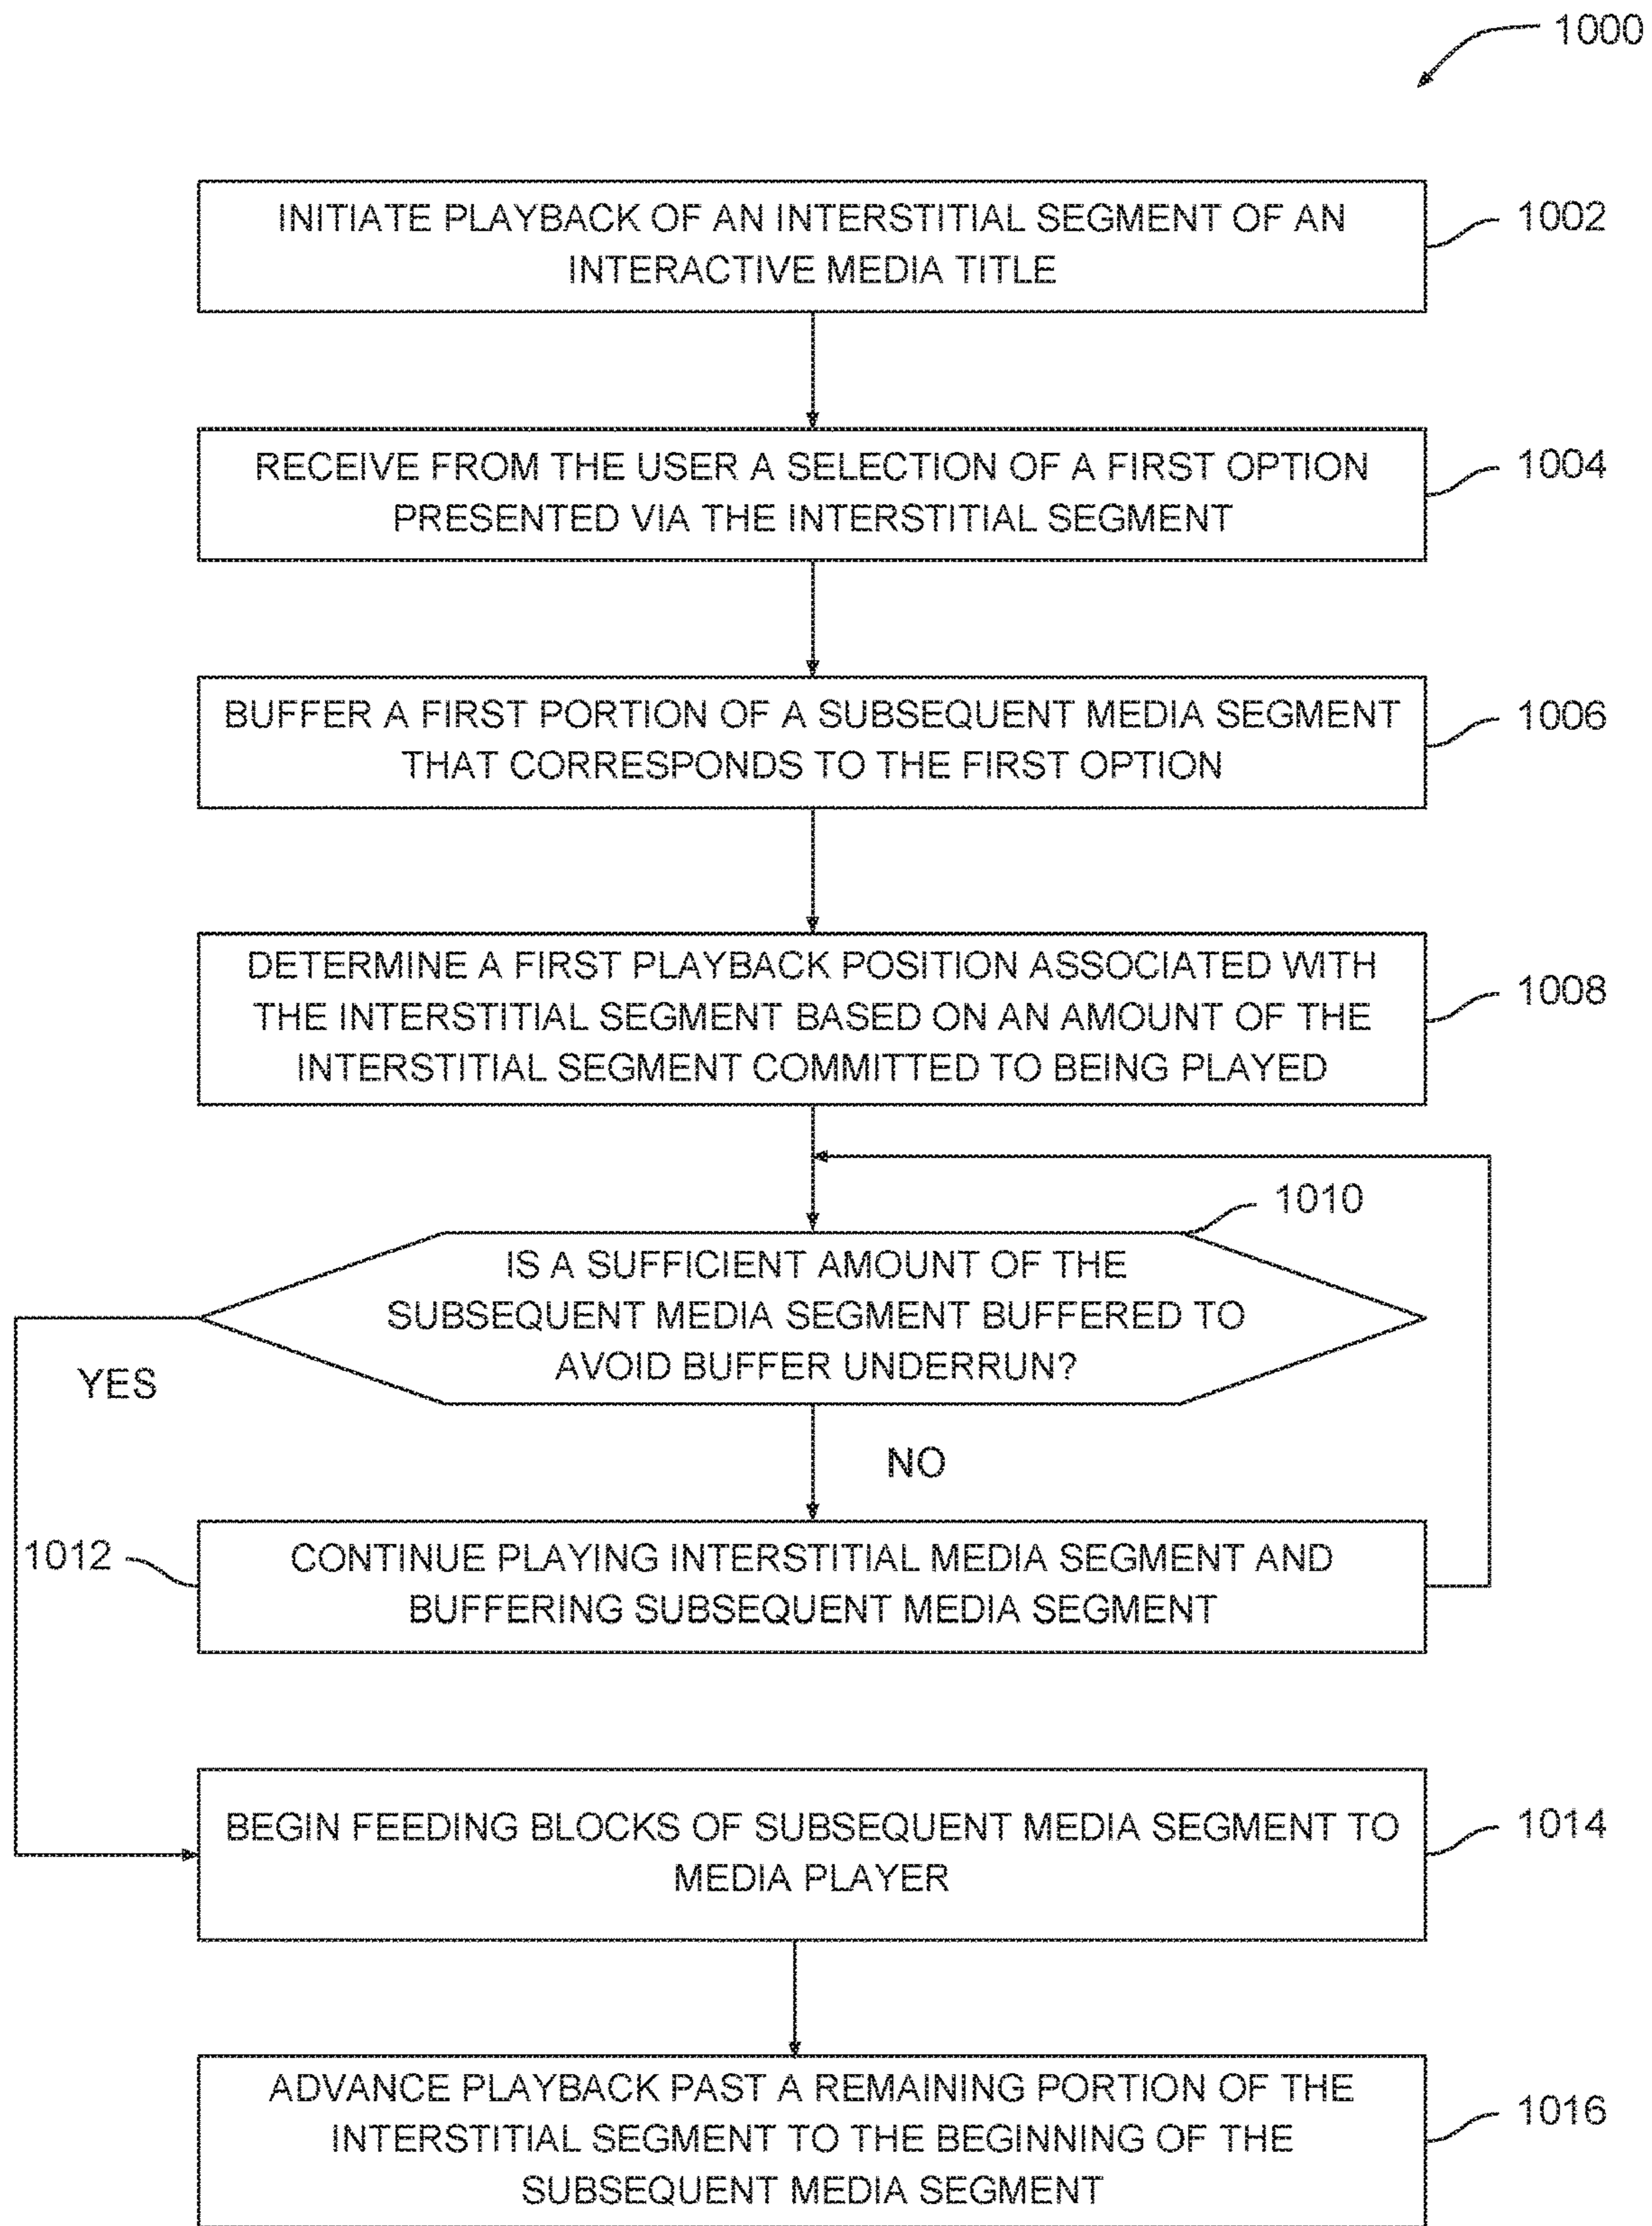 1000
INITIATE PLAYBACK OF AN INTERSTITIAL SEGMENT OF AN
INTERACTIVE MEDIA TITLE
1002
RECEIVE FROM THE USER A SELECTION OF A FIRST OPTION
PRESENTED VIA THE INTERSTITIAL SEGMENT
1004
BUFFER A FIRST PORTION OF A SUBSEQUENT MEDIA SEGMENT
THAT CORRESPONDS TO THE FIRST OPTION
1006
DETERMINE A FIRST PLAYBACK POSITION ASSOCIATED WITH
THE INTERSTITIAL SEGMENT BASED ON AN AMOUNT OF THE
INTERSTITIAL SEGMENT COMMITTED TO BEING PLAYED
1008
1010
IS A SUFFICIENT AMOUNT OF THE
SUBSEQUENT MEDIA SEGMENT BUFFERED TO
AVOID BUFFER UNDERRUN?
YES
NO
1012
CONTINUE PLAYING INTERSTITIAL MEDIA SEGMENT AND
BUFFERING SUBSEQUENT MEDIA SEGMENT
BEGIN FEEDING BLOCKS OF SUBSEQUENT MEDIA SEGMENT TO
MEDIA PLAYER
1014
ADVANCE PLAYBACK PAST A REMAINING PORTION OF THE
INTERSTITIAL SEGMENT TO THE BEGINNING OF THE
SUBSEQUENT MEDIA SEGMENT
1016